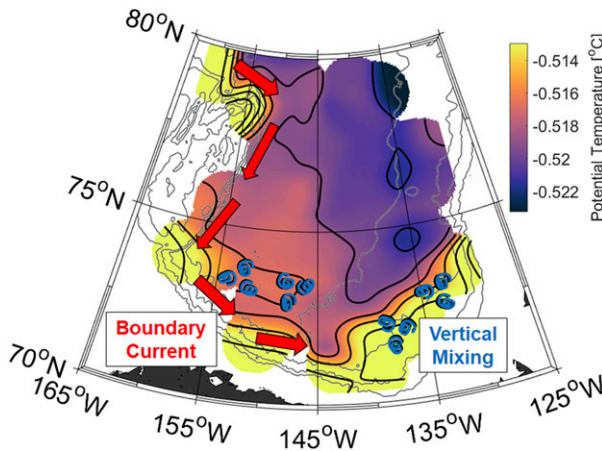 80°N
75°N
70°N
165°W
155°W
145°W
135°W
125°W
Boundary
Current
Vertical
Mixing
-0.514
-0.516
-0.518
-0.52
-0.522
Potential Temperature [°C]